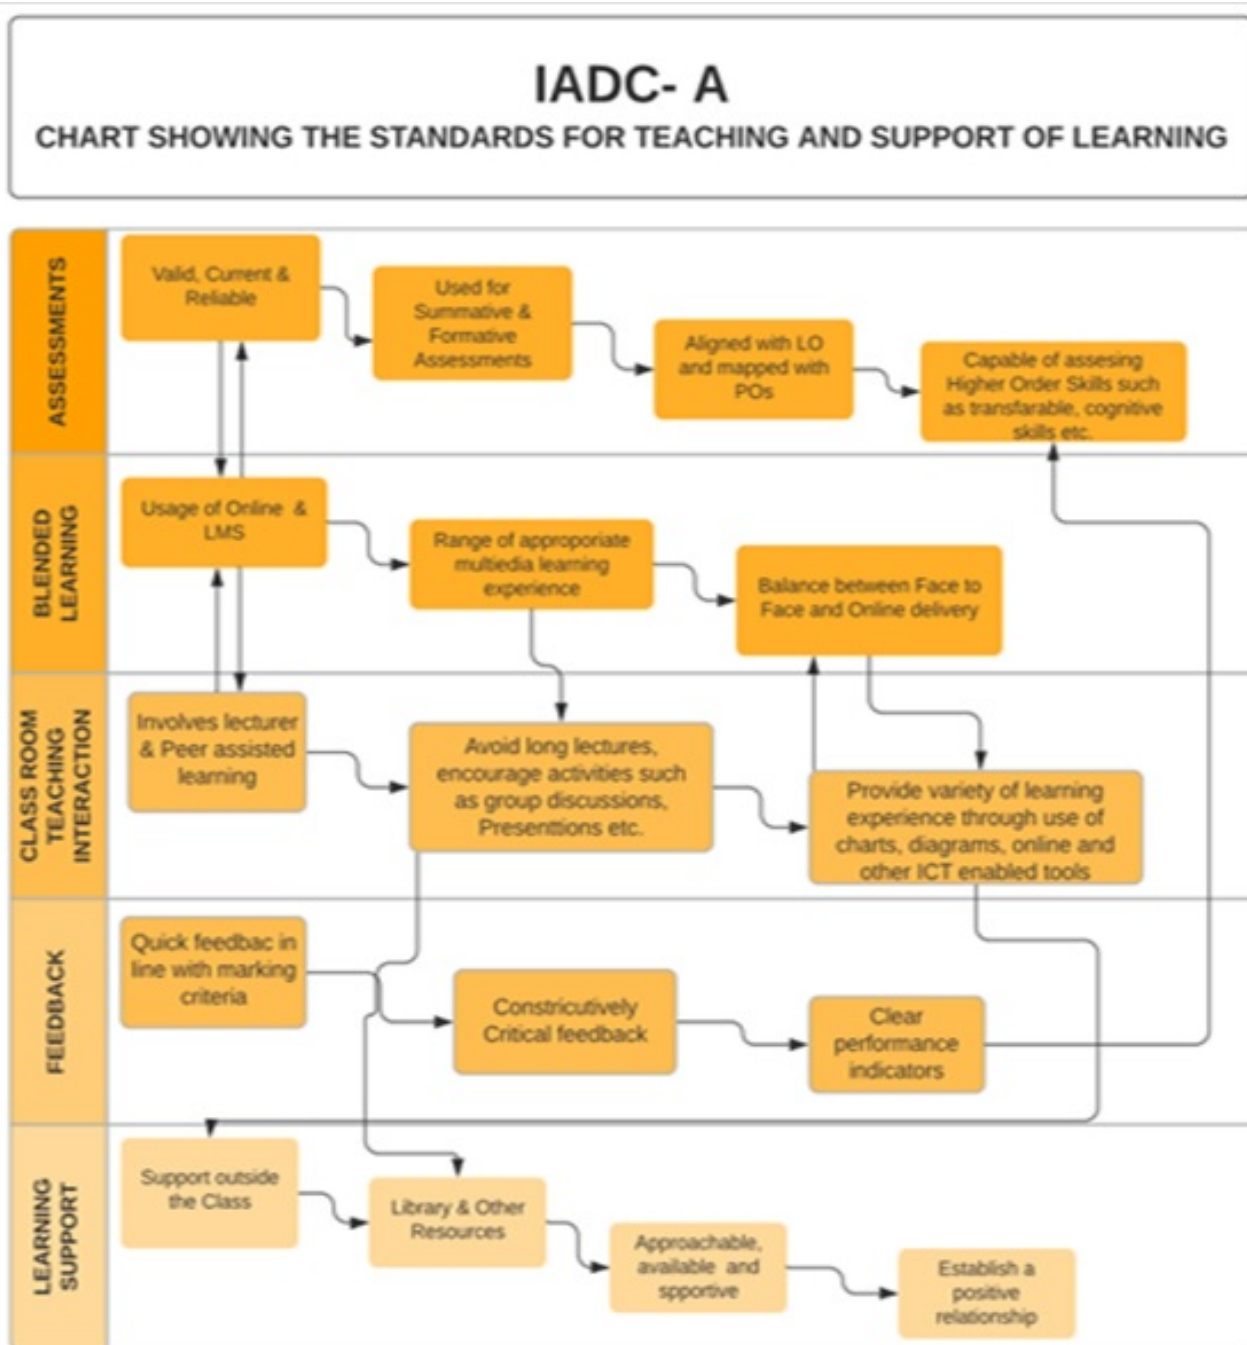 IADC- A
CHART SHOWING THE STANDARDS FOR TEACHING AND SUPPORT OF LEARNING
ASSESSMENTS
Valid, Current &
Reliable
Used for
Summative &
Formative
Assessments
Aligned with LO
and mapped with
POs
Capable of assesing
Higher Order Skills such
as transfarable, cognitive
skills etc.
BLENDED
LEARNING
Usage of Online &
LMS
Range of approporiate
multiedia learning
experience
Balance between Face to
Face and Online delivery
CLASS ROOM
TEACHING
INTERACTION
Involves lecturer
& Peer assisted
learning
Avoid long lectures,
encourage activities such
as group discussions,
Presenttions etc.
Provide variety of learning
experience through use of
charts, diagrams, online and
other ICT enabled tools
FEEDBACK
Quick feedbac in
line with marking
criteria
Constricutively
Critical feedback
Clear
performance
indicators
LEARNING
SUPPORT
Support outside
the Class
Library & Other
Resources
Approachable,
available and
spportive
Establish a
positive
relationship